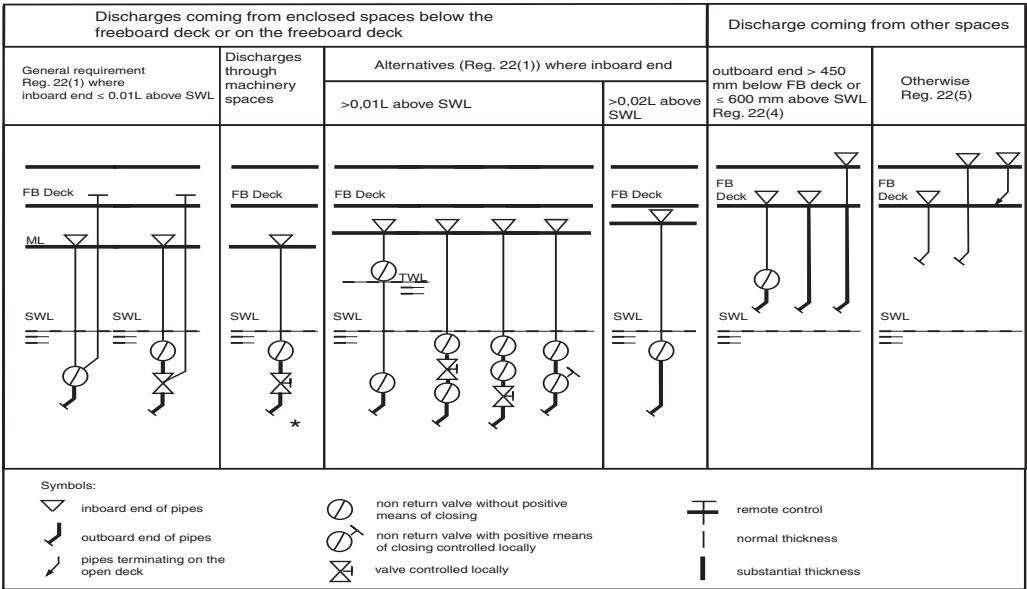 Discharges coming from enclosed spaces below the
freeboard deck or on the freeboard deck
Discharge coming from other spaces
General requirement
Reg. 22(1) where
inboard end ≤ 0.01L above SWL
Discharges
through
machinery
spaces
Alternatives (Reg. 22(1)) where inboard end
>0,01L above SWL
>0,02L above
SWL
outboard end > 450
mm below FB deck or
≤ 600 mm above SWL
Reg. 22(4)
Otherwise
Reg. 22(5)
FB Deck
FB Deck
FB Deck
FB Deck
FB
Deck
FB
Deck
ML
TWL
SWL
SWL
SWL
SWL
SWL
SWL
SWL
*
Symbols:
inboard end of pipes
outboard end of pipes
pipes terminating on the
open deck
non return valve without positive
means of closing
non return valve with positive means
of closing controlled locally
valve controlled locally
remote control
normal thickness
substantial thickness